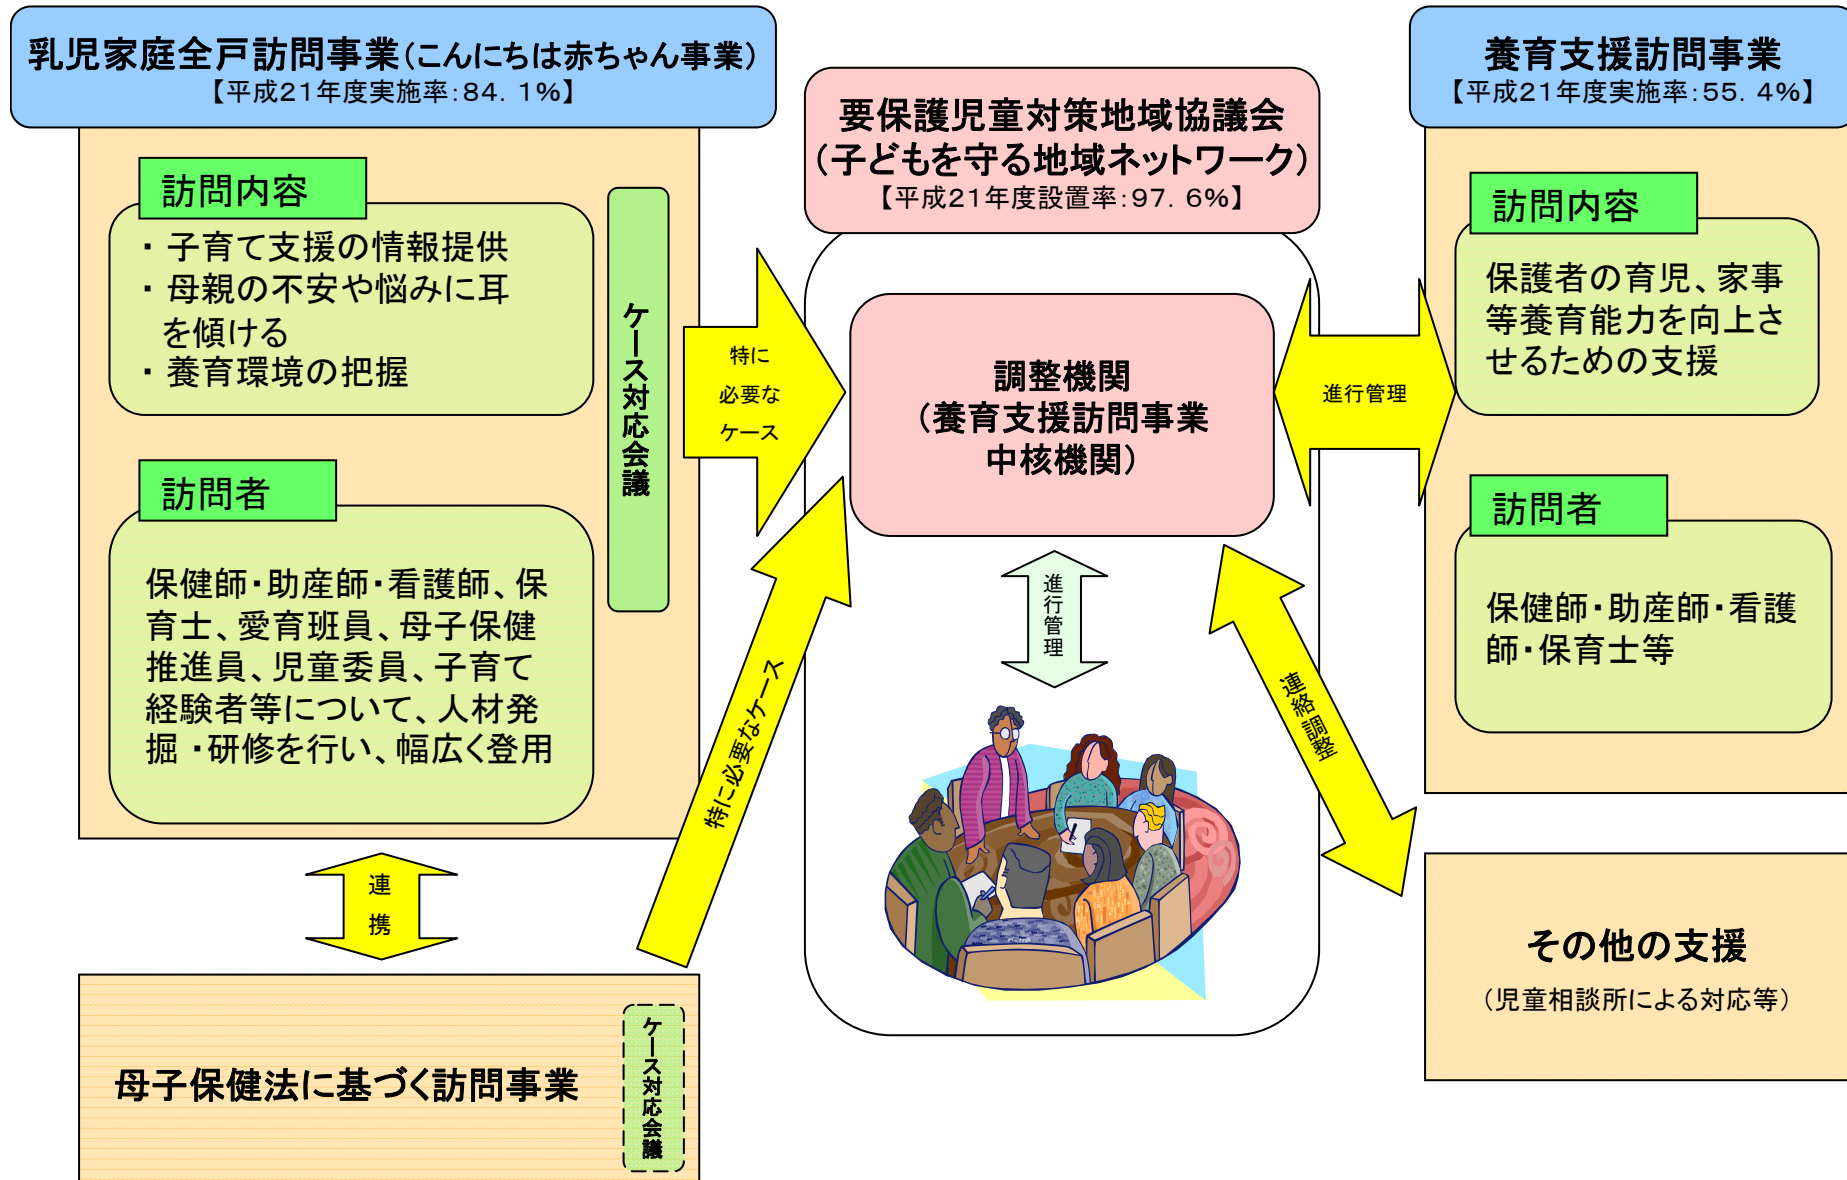 乳児家庭全戸訪問事業(こんにちは赤ちゃん事業)
【平成21年度実施率:84.1%】
訪問内容
・子育て支援の情報提供
・母親の不安や悩みに耳
を傾ける
・養育環境の把握
訪問者
保健師・助産師・看護師、保
育士、愛育班員、母子保健
推進員、児童委員、子育て
経験者等について、人材発
掘・研修を行い、幅広く登用
ケース対応会議
連
携
母子保健法に基づく訪問事業
ケース対応会議
特に
必要な
ケース
特に必要なケース
要保護児童対策地域協議会
(子どもを守る地域ネットワーク)
【平成21年度設置率:97.6%】
調整機関
(養育支援訪問事業
中核機関)
進行管理
進行管理
連絡調整
養育支援訪問事業
【平成21年度実施率:55.4%】
訪問内容
保護者の育児、家事
等養育能力を向上さ
せるための支援
訪問者
保健師・助産師・看護
師・保育士等
その他の支援
(児童相談所による対応等)